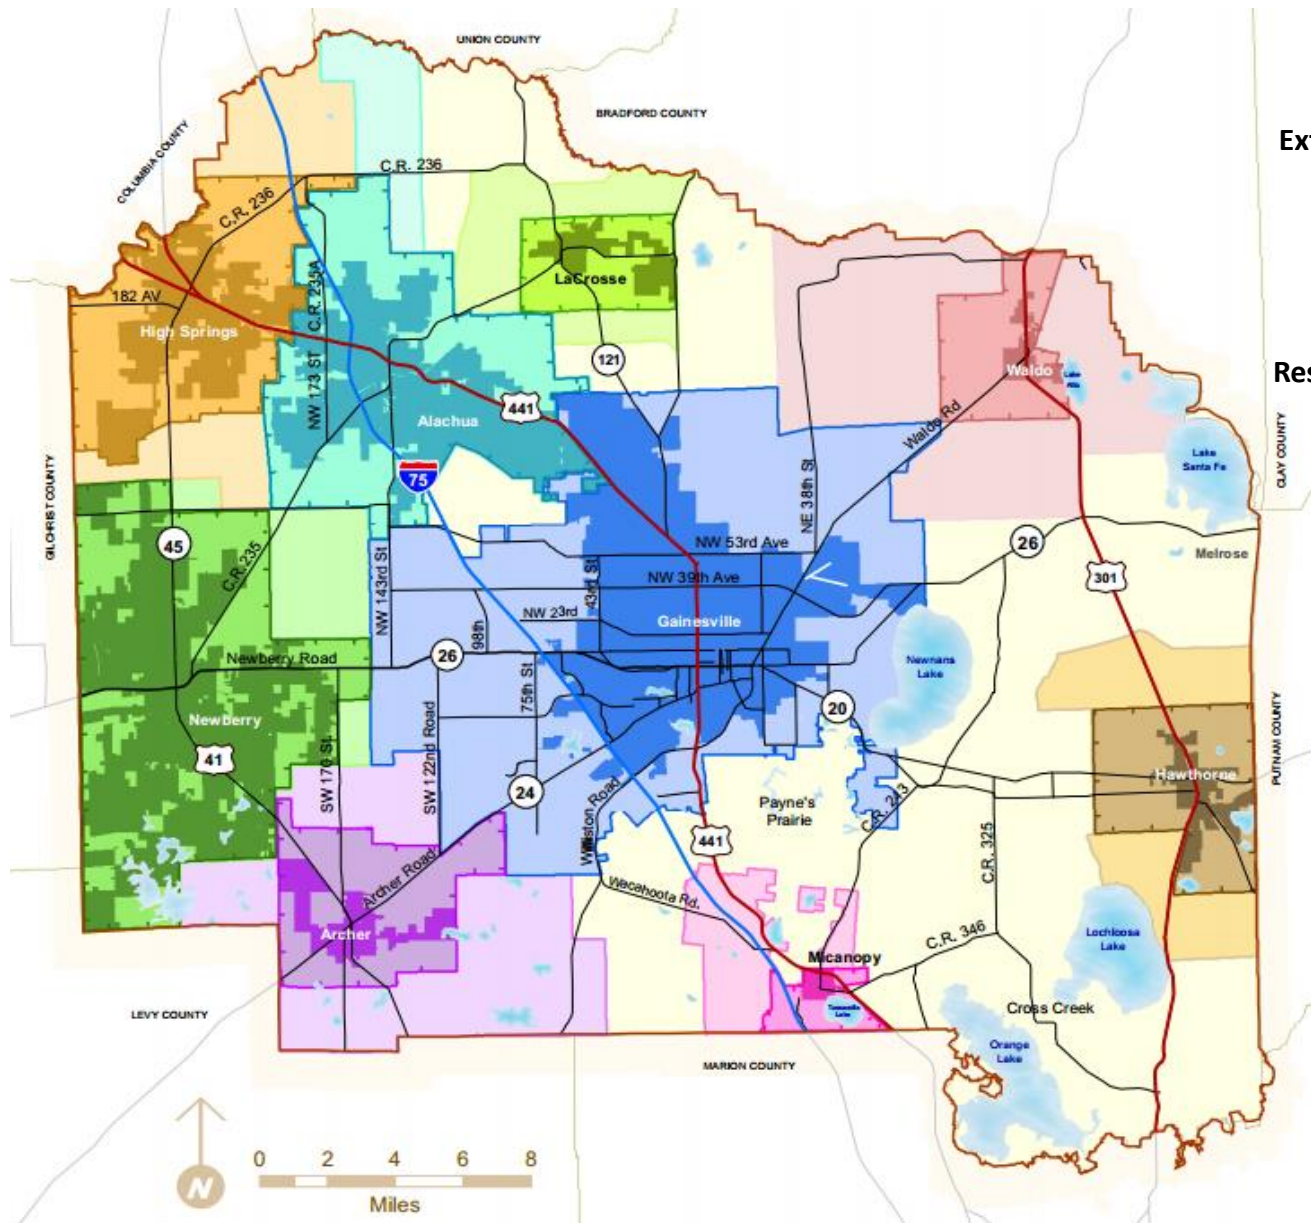 UNION COUNTY
BRADFORD COUNTY
Ext
COLUMBIA COUNTY
C.R. 236
C.R. 236
LaCrosse
182 AV
C.R. 235A
High Springs
NW 173 ST
121
Res
Waldo
Lake
Alto
441
Alachua
Waldo Rd
CLAY COUNTY
Lake
Santa Fe
75
GILCHRIST COUNTY
NE 38th St
45
C.R. 235
NW 143rd St
43rd St
NW 53rd Ave
26
Melrose
NW 39th Ave
301
NW 23rd
98th
Gainesville
Newberry Road
26
Newnans
Lake
75th St
20
Newberry
SW 122nd Road
PUTNAM COUNTY
41
SW 170 St.
24
Williston Road
Payne's
Prairie
C.R. 243
Hawthorne
441
C.R. 325
Archer Road
Wacahoota Rd.
Archer
C.R. 346
Lochloosa
Lake
Micanopy
LEVY COUNTY
Cross Creek
Orange
Lake
MARION COUNTY
N
0 2 4 6 8
Miles